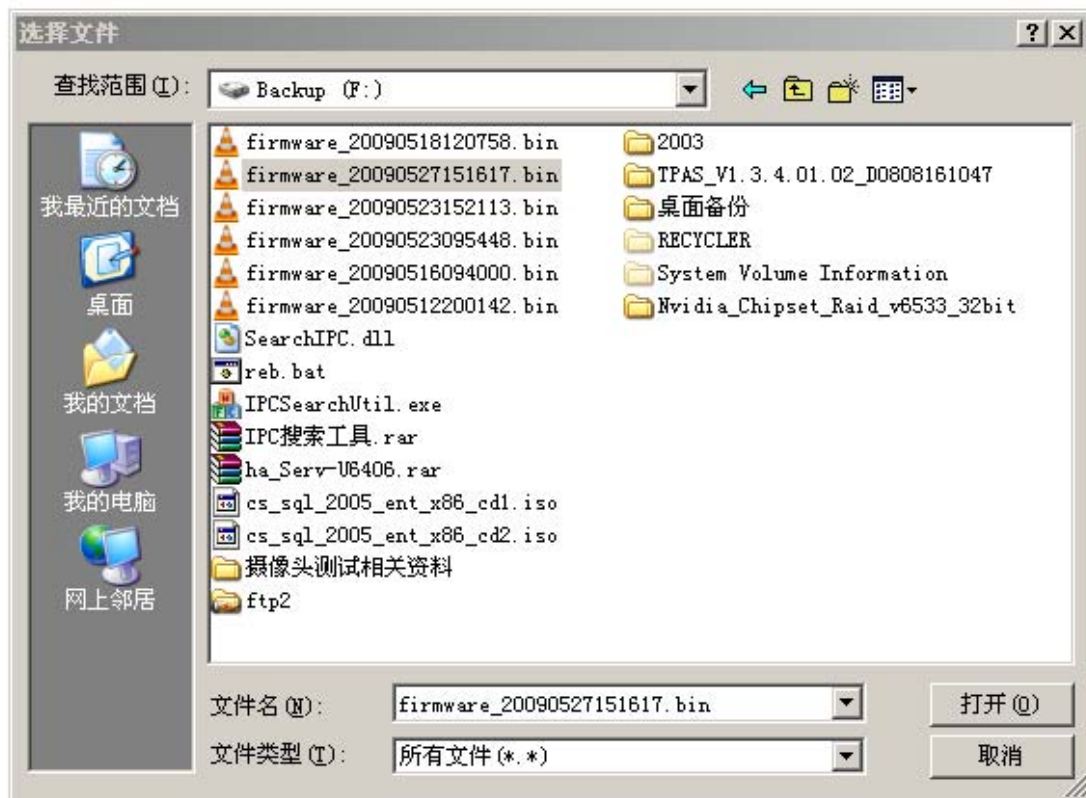 选择文件
查找范围(I):
Backup (F:)
我最近的文档
桌面
我的文档
我的电脑
网上邻居
firmware_20090518120758.bin
firmware_20090527151617.bin
firmware_20090523152113.bin
firmware_20090523095448.bin
firmware_20090516094000.bin
firmware_20090512200142.bin
SearchIPC.dll
reb.bat
IPCSearchUtil.exe
IPC搜索工具.rar
ha_Serv-U6406.rar
cs_sql_2005_ent_x86_cd1.iso
cs_sql_2005_ent_x86_cd2.iso
摄像头测试相关资料
ftp2
2003
TPAS_V1.3.4.01.02_D0808161047
桌面备份
RECYCLER
System Volume Information
Nvidia_Chipset_Raid_v6533_32bit
文件名(N):
firmware_20090527151617.bin
打开(O)
文件类型(T):
所有文件(*.*)
取消